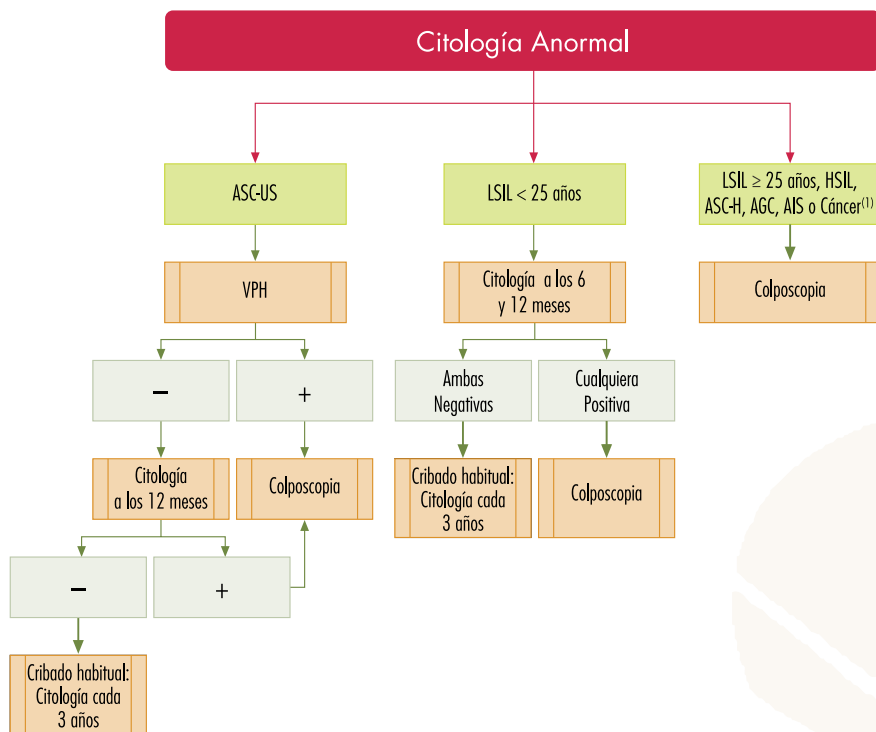 Citología Anormal
ASC-US
LSIL < 25 años
LSIL ≥ 25 años, HSIL,
ASC-H, AGC, AIS o Cáncer(1)
VPH
Citología a los 6
y 12 meses
Colposcopia
–
+
Ambas
Negativas
Cualquiera
Positiva
Citología
a los 12 meses
Colposcopia
Cribado habitual:
Citología cada
3 años
Colposcopia
–
+
Cribado habitual:
Citología cada
3 años